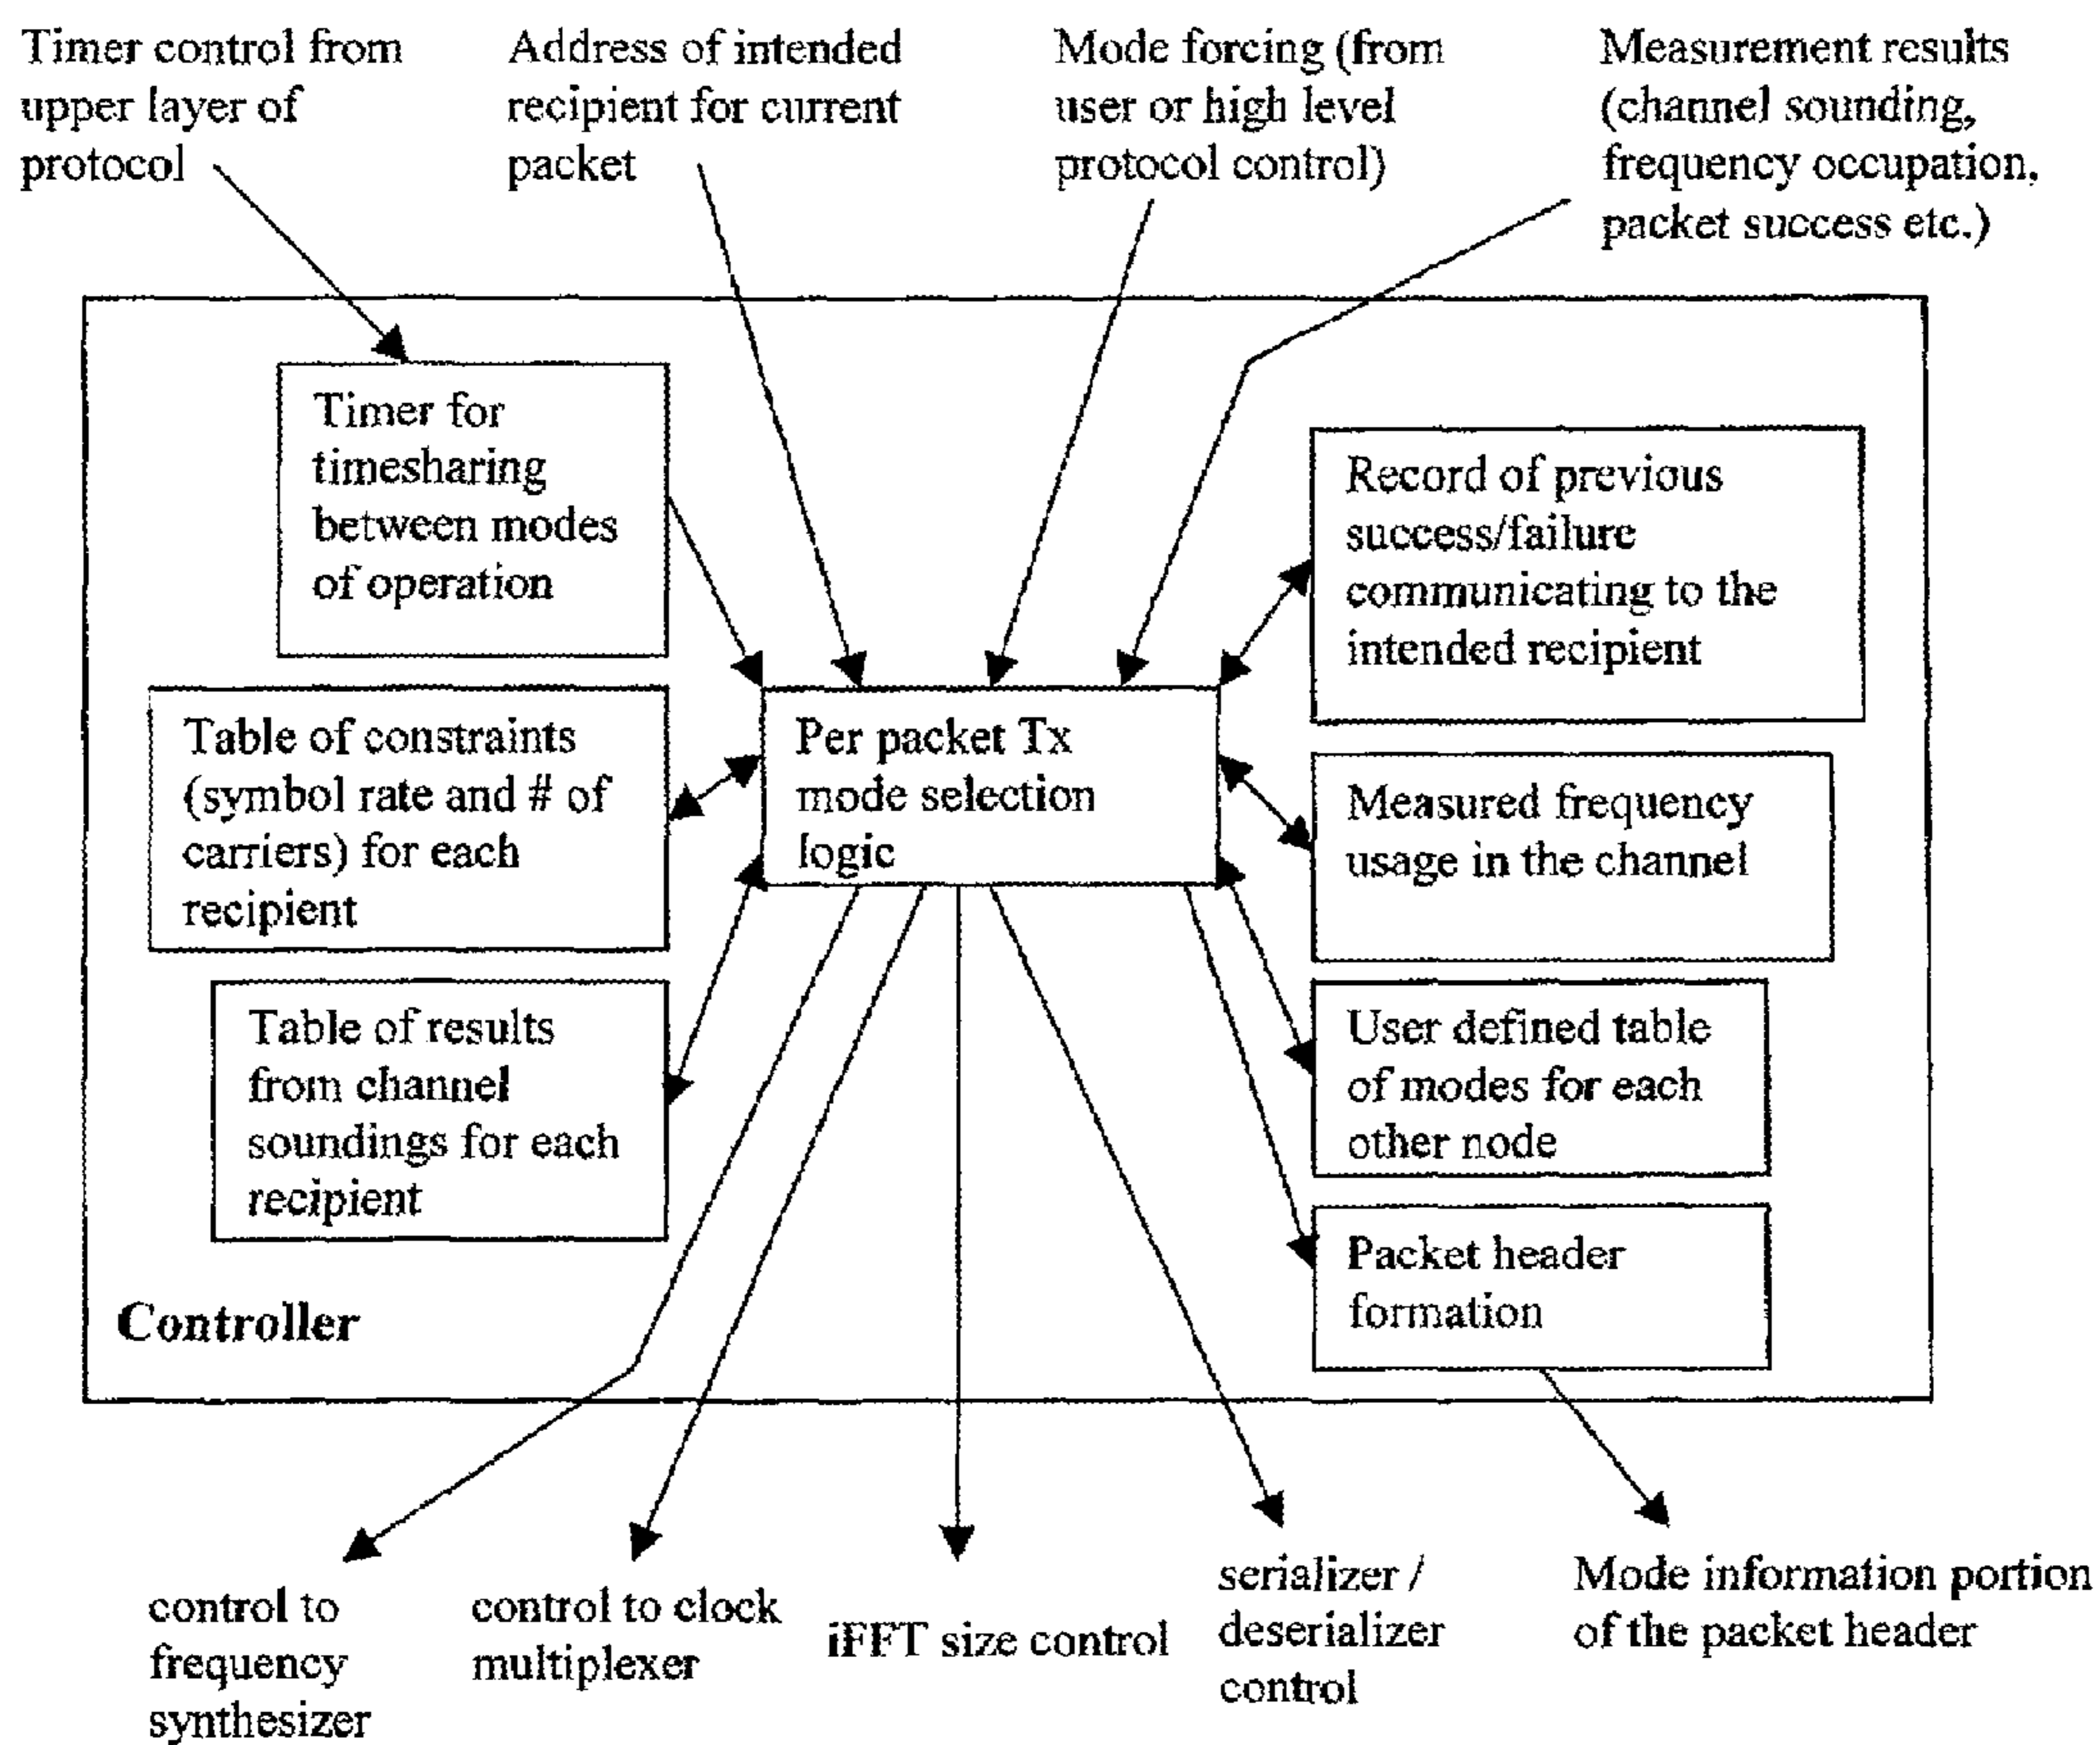 Timer control from
upper layer of
protocol
Address of intended
recipient for current
packet
Mode forcing (from
user or high level
protocol control)
Measurement results
(channel sounding,
frequency occupation,
packet success etc.)
Timer for
timesharing
between modes
of operation
Record of previous
success/failure
communicating to the
intended recipient
Table of constraints
(symbol rate and # of
carriers) for each
recipient
Per packet Tx
mode selection
logic
Measured frequency
usage in the channel
Table of results
from channel
soundings for each
recipient
User defined table
of modes for each
other node
Packet header
formation
Controller
control to
frequency
synthesizer
control to clock
multiplexer
iFFT size control
serializer /
deserializer
control
Mode information portion
of the packet header